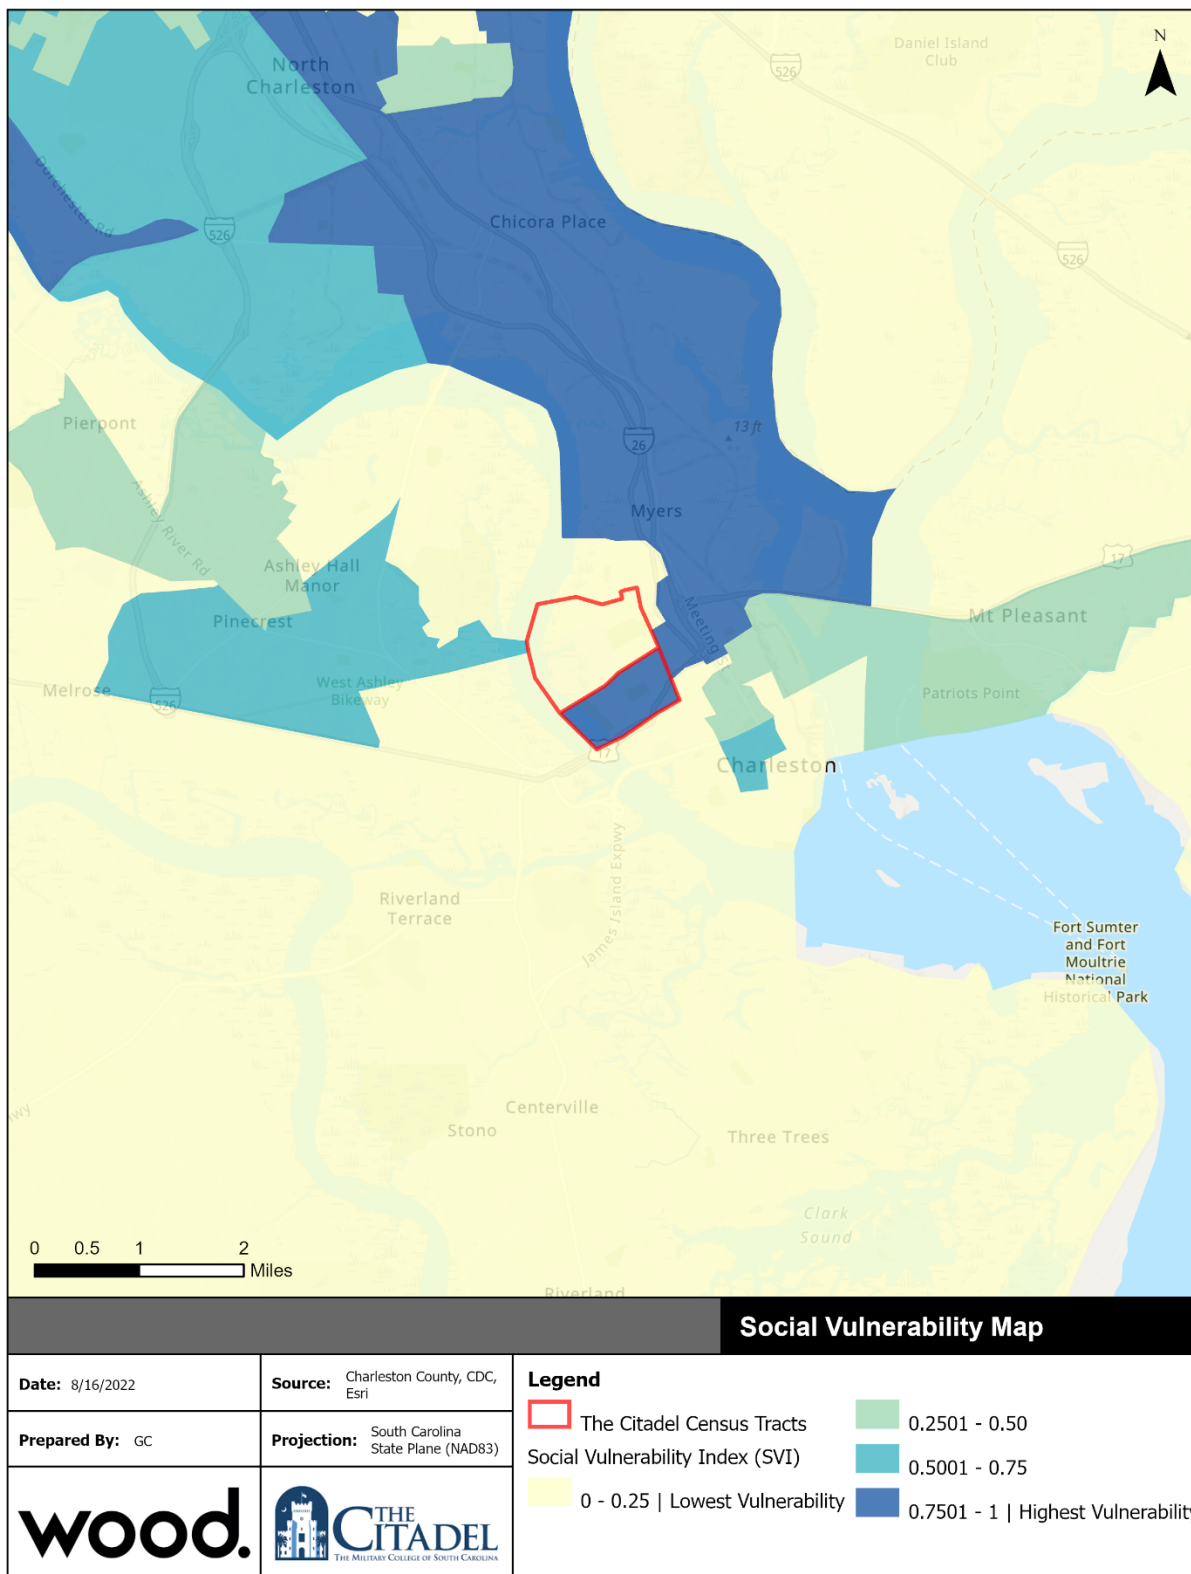 Daniel Island
Club
N
526
North
Charleston
Dorchester Rd
526
Chicora Place
526
Pierpont
13 ft
26
Ashley River Rd
Myers
17
Ashley Hall
Manor
Meeting St
Mt Pleasant
Pinecrest
West Ashley
Bikeway
Melrose
526
Patriots Point
17
Charleston
James Island Expwy
Riverland
Terrace
Fort Sumter
and Fort
Moultrie
National
Historical Park
Centerville
Stono
Three Trees
Clark
Sound
0 0.5 1 2
Miles
Riverland
Social Vulnerability Map
Date: 8/16/2022
Source: Charleston County, CDC,
Esri
Prepared By: GC
Projection: South Carolina
State Plane (NAD83)
wood.
THE
CITADEL
THE MILITARY COLLEGE OF SOUTH CAROLINA
Legend
The Citadel Census Tracts
Social Vulnerability Index (SVI)
0 - 0.25 | Lowest Vulnerability
0.2501 - 0.50
0.5001 - 0.75
0.7501 - 1 | Highest Vulnerability